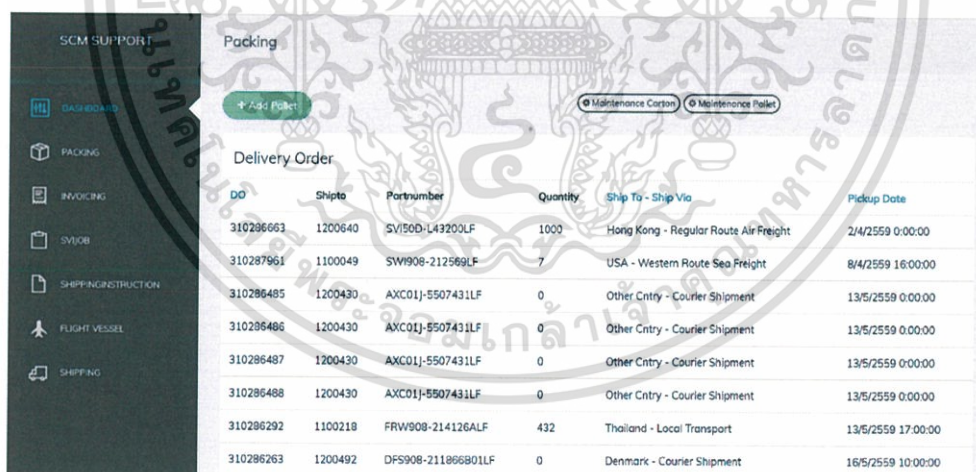 SCM SUPPORT
Packing
DASHBOARD
+ Add Pallet
Maintenance Carton
Maintenance Pallet
PACKING
Delivery Order
INVOICING
DO Shipto Partnumber Quantity Ship To - Ship Via Pickup Date
310286663 1200640 SVI50D-L43200LF 1000 Hong Kong - Regular Route Air Freight 2/4/2559 0:00:00
SVIJOB
310287961 1100049 SWI908-212569LF 7 USA - Western Route Sea Freight 8/4/2559 16:00:00
SHIPPINGINSTRUCTION
310286485 1200430 AXC01J-5507431LF 0 Other Cntry - Courier Shipment 13/5/2559 0:00:00
FLIGHT VESSEL
310286486 1200430 AXC01J-5507431LF 0 Other Cntry - Courier Shipment 13/5/2559 0:00:00
310286487 1200430 AXC01J-5507431LF 0 Other Cntry - Courier Shipment 13/5/2559 0:00:00
SHIPPING
310286488 1200430 AXC01J-5507431LF 0 Other Cntry - Courier Shipment 13/5/2559 0:00:00
310286292 1100218 FRW908-214126ALF 432 Thailand - Local Transport 13/5/2559 17:00:00
310286263 1200492 DFS908-211866B01LF 0 Denmark - Courier Shipment 16/5/2559 10:00:00